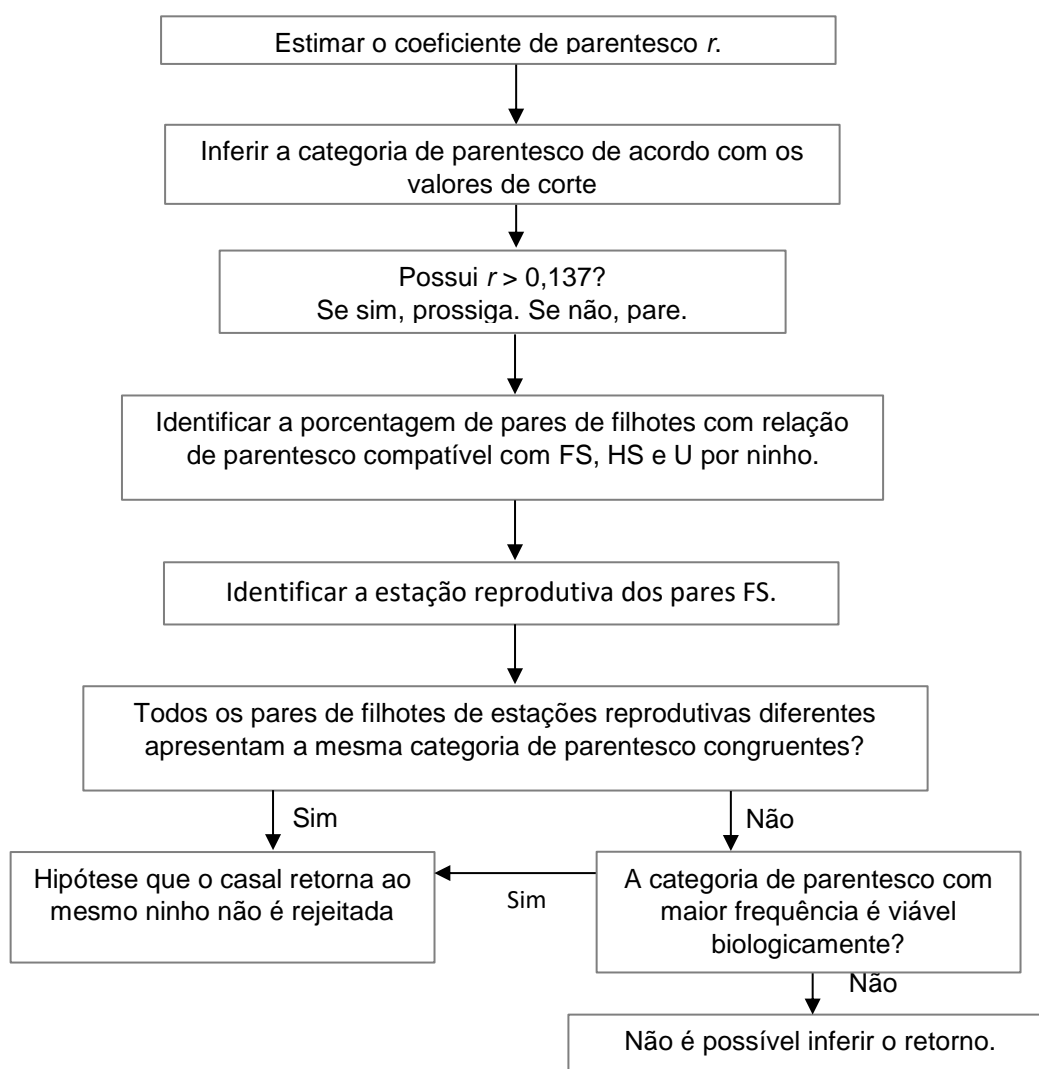 Estimar o coeficiente de parentesco r.
Inferir a categoria de parentesco de acordo com os
valores de corte
Possui r > 0,137?
Se sim, prossiga. Se não, pare.
Identificar a porcentagem de pares de filhotes com relação
de parentesco compatível com FS, HS e U por ninho.
Identificar a estação reprodutiva dos pares FS.
Todos os pares de filhotes de estações reprodutivas diferentes
apresentam a mesma categoria de parentesco congruentes?
Sim
Não
Hipótese que o casal retorna ao
mesmo ninho não é rejeitada
Sim
A categoria de parentesco com
maior frequência é viável
biologicamente?
Não
Não é possível inferir o retorno.